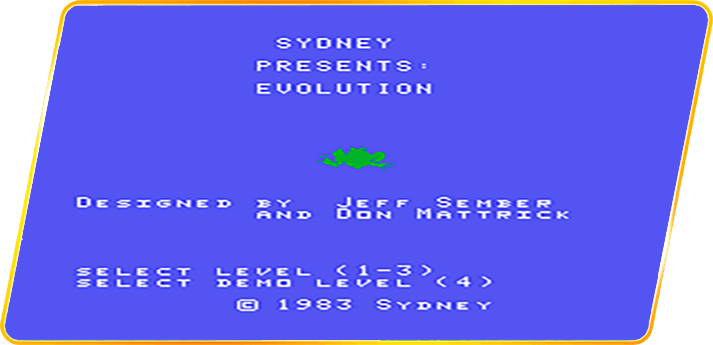 SYDNEY
PRESENTS:
EVOLUTION
DESIGNED BY JEFF SEMBER
AND DON MATTRICK
SELECT LEVEL (1-3)
SELECT DEMO LEVEL (4)
© 1983 SYDNEY